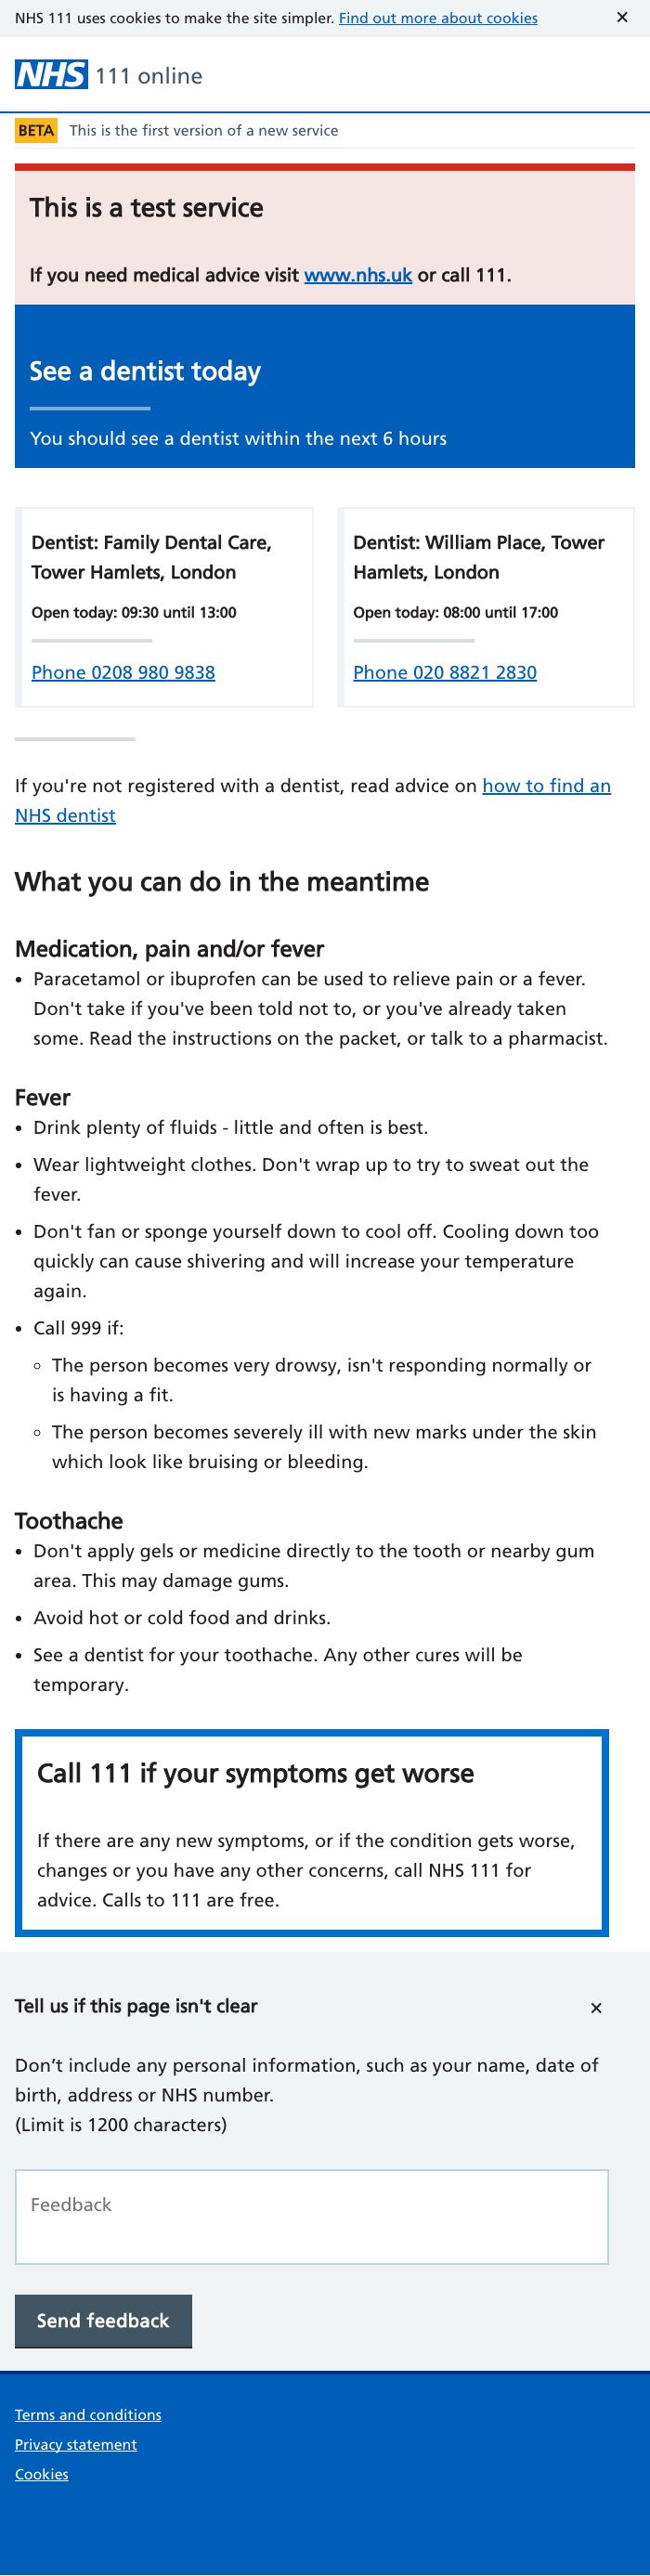 NHS 111 uses cookies to make the site simpler. Find out more about cookies ✕
NHS 111 online
BETA This is the first version of a new service
This is a test service
If you need medical advice visit www.nhs.uk or call 111.
See a dentist today
You should see a dentist within the next 6 hours
Dentist: Family Dental Care,
Tower Hamlets, London
Open today: 09:30 until 13:00
Phone 0208 980 9838
Dentist: William Place, Tower
Hamlets, London
Open today: 08:00 until 17:00
Phone 020 8821 2830
If you're not registered with a dentist, read advice on how to find an
NHS dentist
What you can do in the meantime
Medication, pain and/or fever
• Paracetamol or ibuprofen can be used to relieve pain or a fever.
Don't take if you've been told not to, or you've already taken
some. Read the instructions on the packet, or talk to a pharmacist.
Fever
• Drink plenty of fluids - little and often is best.
• Wear lightweight clothes. Don't wrap up to try to sweat out the
fever.
• Don't fan or sponge yourself down to cool off. Cooling down too
quickly can cause shivering and will increase your temperature
again.
• Call 999 if:
◦ The person becomes very drowsy, isn't responding normally or
is having a fit.
◦ The person becomes severely ill with new marks under the skin
which look like bruising or bleeding.
Toothache
• Don't apply gels or medicine directly to the tooth or nearby gum
area. This may damage gums.
• Avoid hot or cold food and drinks.
• See a dentist for your toothache. Any other cures will be
temporary.
Call 111 if your symptoms get worse
If there are any new symptoms, or if the condition gets worse,
changes or you have any other concerns, call NHS 111 for
advice. Calls to 111 are free.
Tell us if this page isn't clear ✕
Don’t include any personal information, such as your name, date of
birth, address or NHS number.
(Limit is 1200 characters)
Feedback
Send feedback
Terms and conditions
Privacy statement
Cookies